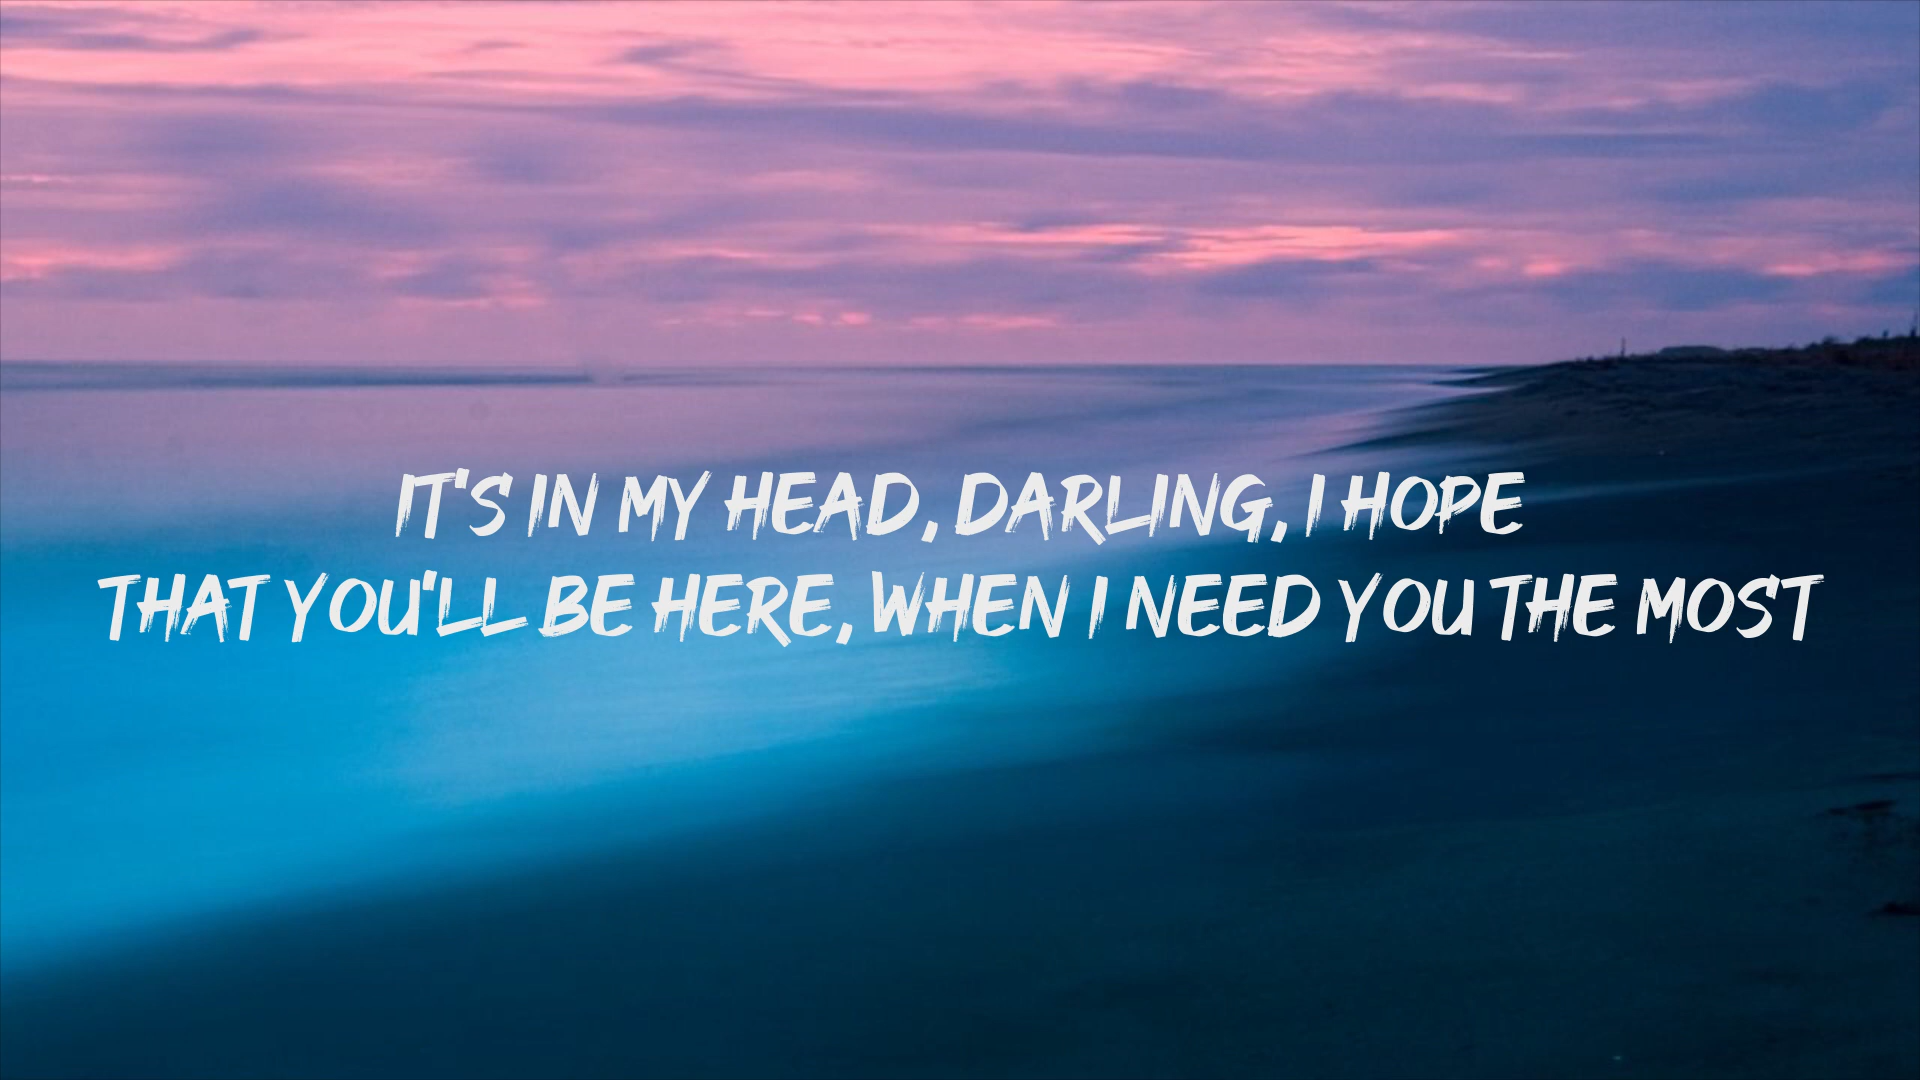 IT'S IN MY HEAD, DARLING, I HOPE
THAT YOU'LL BE HERE, WHEN I NEED YOU THE MOST